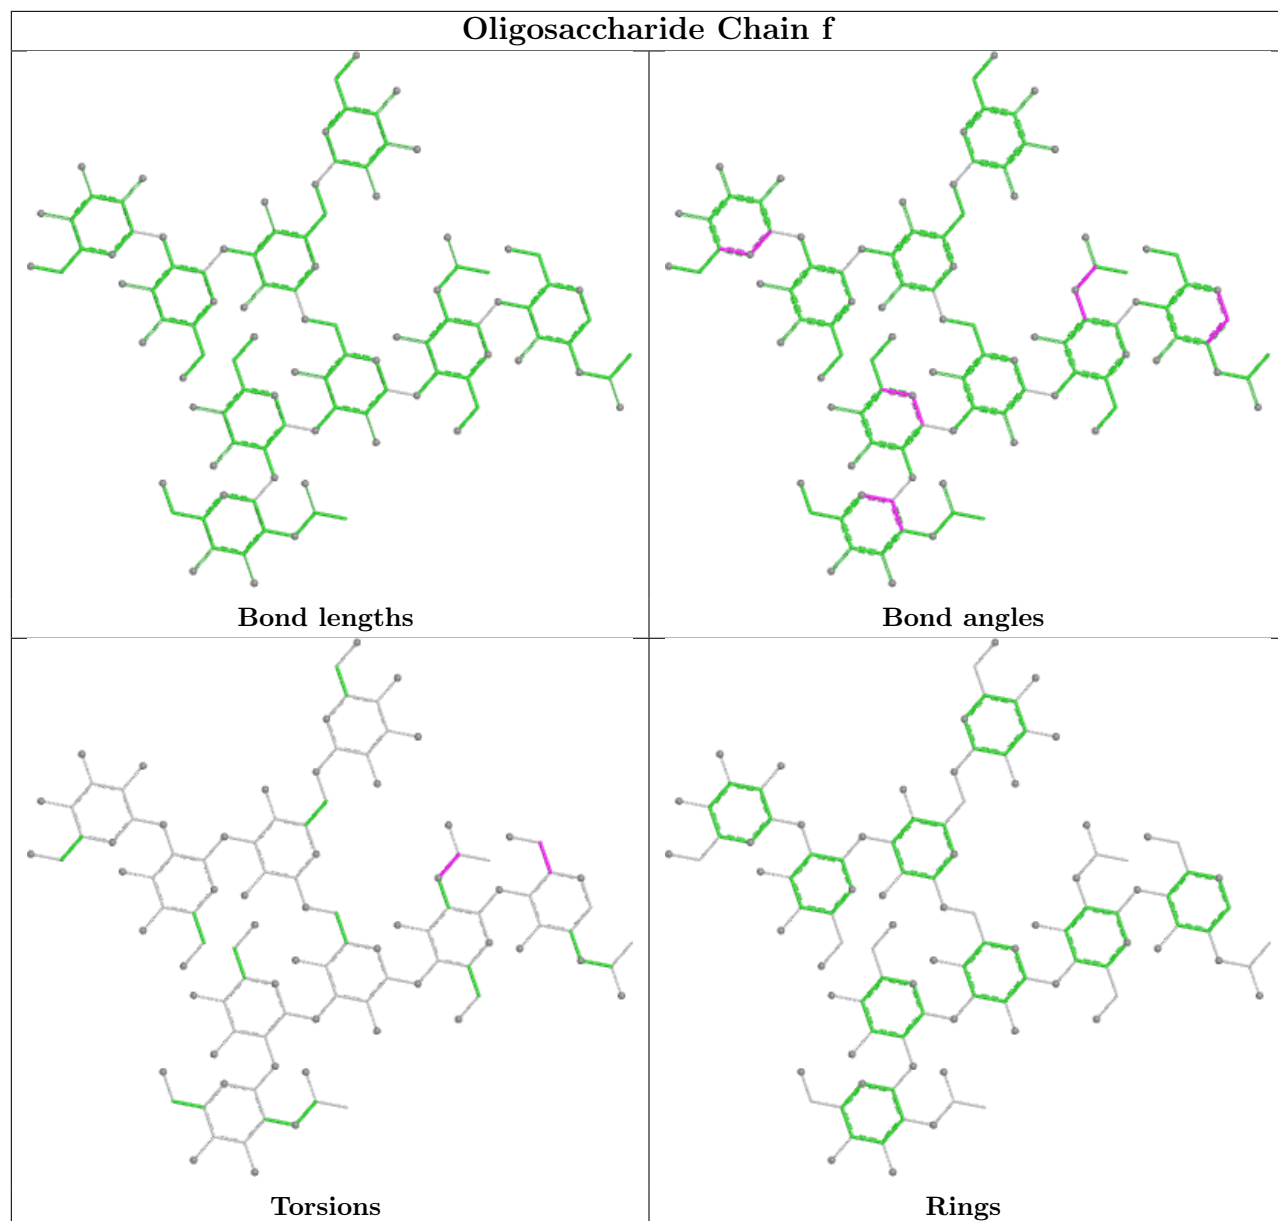 Oligosaccharide Chain f
Bond lengths
Bond angles
Torsions
Rings